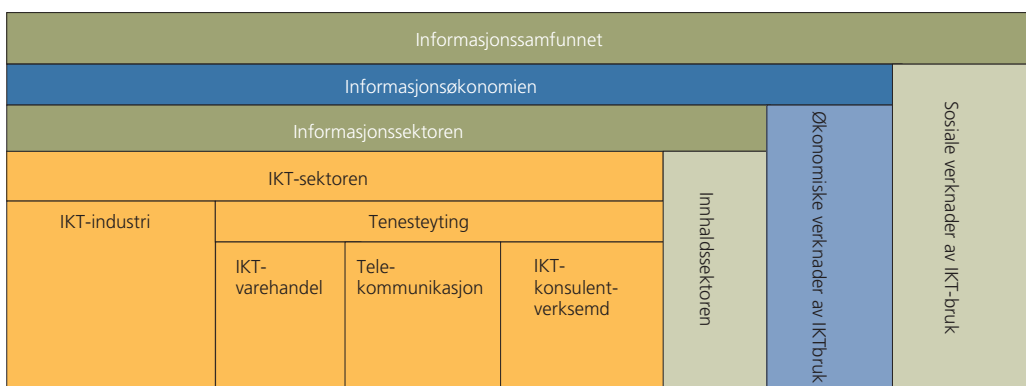 Informasjonssamfunnet
Informasjonsøkonomien
Informasjonssektoren
IKT-sektoren
IKT-industri
Tenesteyting
IKT-
varehandel
Tele-
kommunikasjon
IKT-
konsulent-
verksemd
Innhaldssektoren
Økonomiske verknader av IKTbruk
Sosiale verknader av IKT-bruk